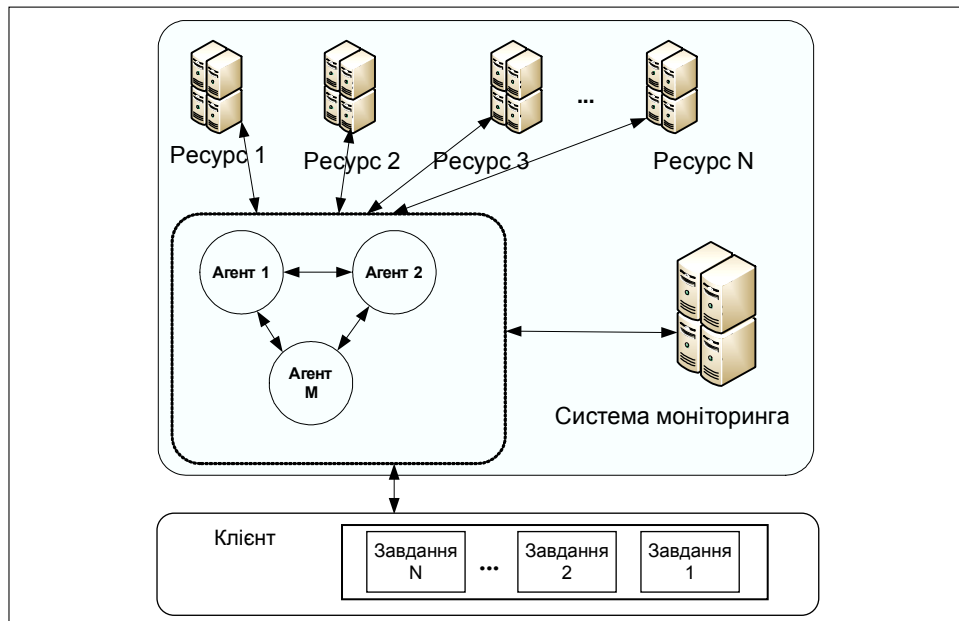 ...
Ресурс 1
Ресурс 2
Ресурс 3
Ресурс N
Агент 1
Агент 2
Агент
М
Система моніторинга
Клієнт
Завдання
N
...
Завдання
2
Завдання
1